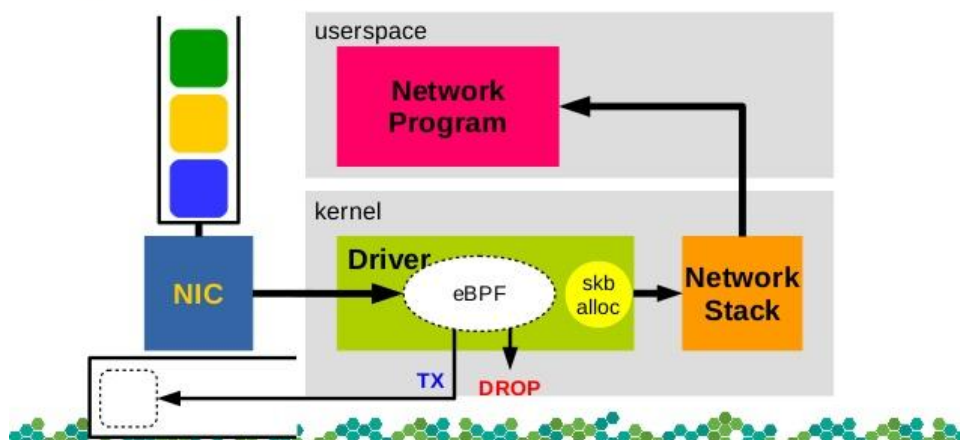 userspace
Network
Program
kernel
Driver
NIC
eBPF
skb
alloc
Network
Stack
TX
DROP